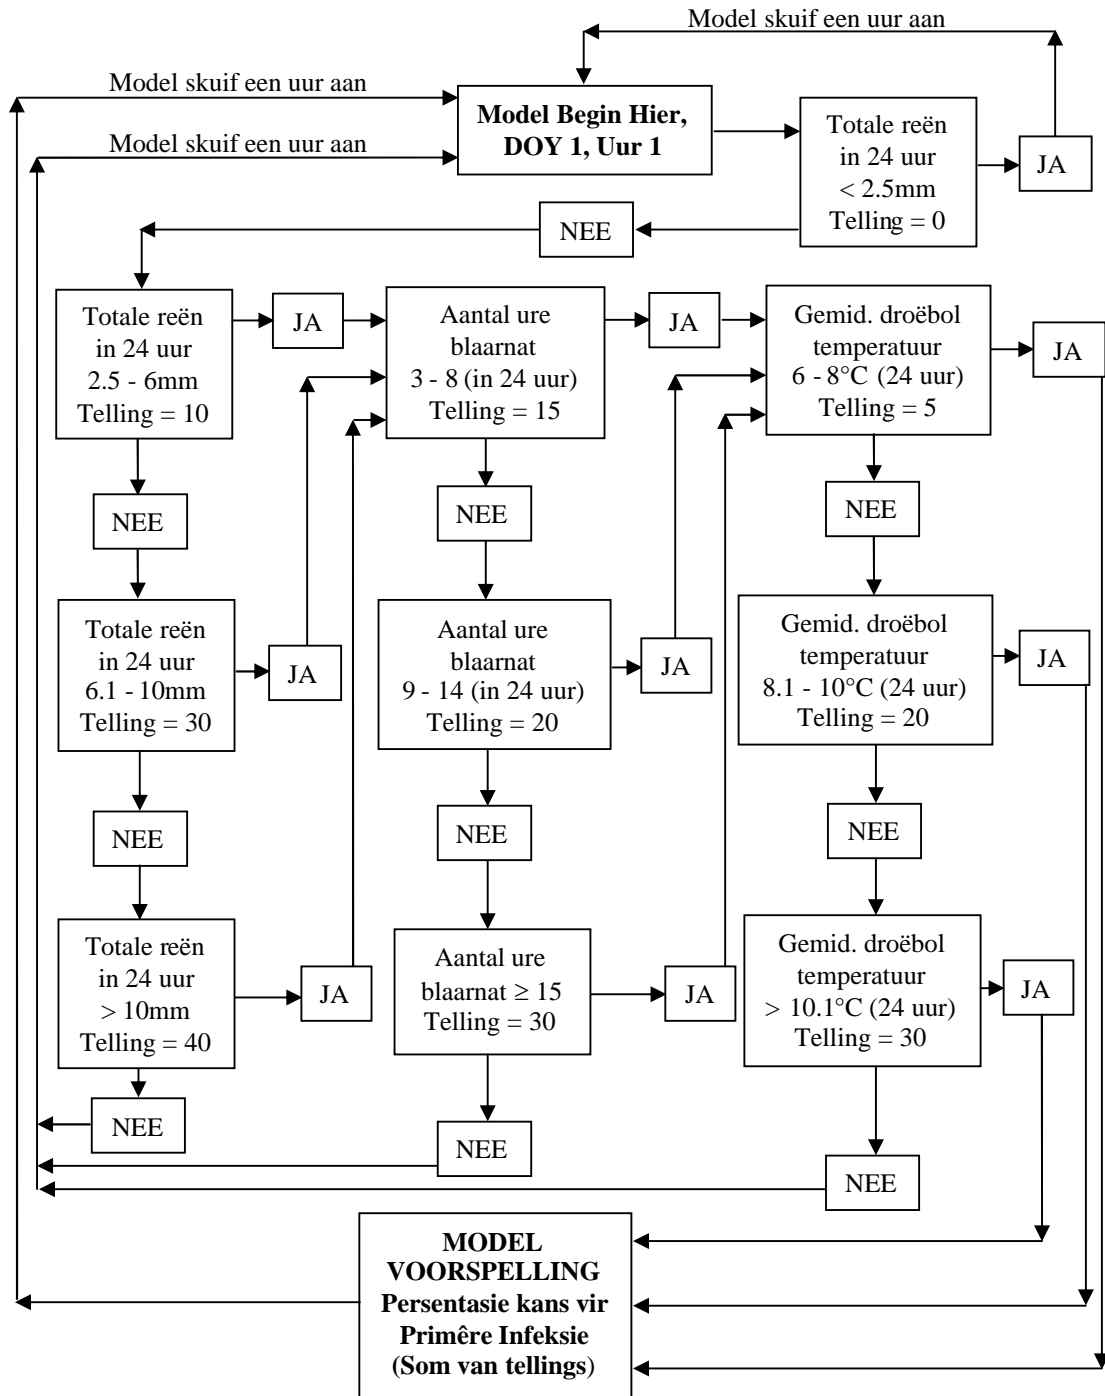 Model skuif een uur aan
Model skuif een uur aan
Model Begin Hier,
DOY 1, Uur 1
Model skuif een uur aan
Totale reën
in 24 uur
< 2.5mm
Telling = 0
JA
NEE
Totale reën
in 24 uur
2.5 - 6mm
Telling = 10
JA
Aantal ure
blaarnat
3 - 8 (in 24 uur)
Telling = 15
JA
Gemid. droëbol
temperatuur
6 - 8°C (24 uur)
Telling = 5
JA
NEE
NEE
NEE
Totale reën
in 24 uur
6.1 - 10mm
Telling = 30
JA
Aantal ure
blaarnat
9 - 14 (in 24 uur)
Telling = 20
JA
Gemid. droëbol
temperatuur
8.1 - 10°C (24 uur)
Telling = 20
JA
NEE
NEE
NEE
Totale reën
in 24 uur
> 10mm
Telling = 40
JA
Aantal ure
blaarnat ≥ 15
Telling = 30
JA
Gemid. droëbol
temperatuur
> 10.1°C (24 uur)
Telling = 30
JA
NEE
NEE
NEE
MODEL
VOORSPELLING
Persentasie kans vir
Primêre Infeksie
(Som van tellings)